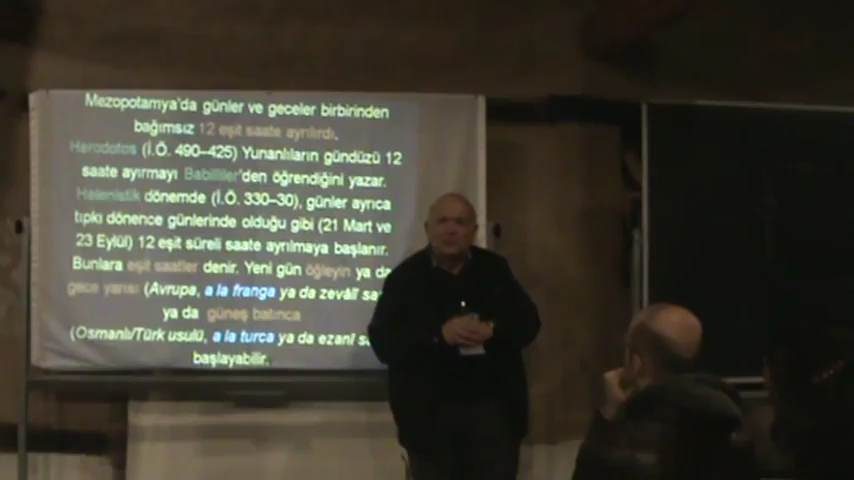 Mezopotamya'da günler ve geceler birbirinden
bağımsız 12 eşit saate ayrılırdı.
Herodotos (İ.Ö. 490–425) Yunanlıların gündüzü 12
saate ayırmayı Babilliler'den öğrendiğini yazar.
Helenistik dönemde (İ.Ö. 330–30), günler ayrıca
tıpkı dönence günlerinde olduğu gibi (21 Mart ve
23 Eylül) 12 eşit süreli saate ayrılmaya başlanır.
Bunlara eşit saatler denir. Yeni gün öğleyin ya da
gece yarısı (Avrupa, a la franga ya da zevâlî
ya da güneş batınca
(Osmanlı/Türk usulü, a la turca ya da ezanî
başlayabilir.